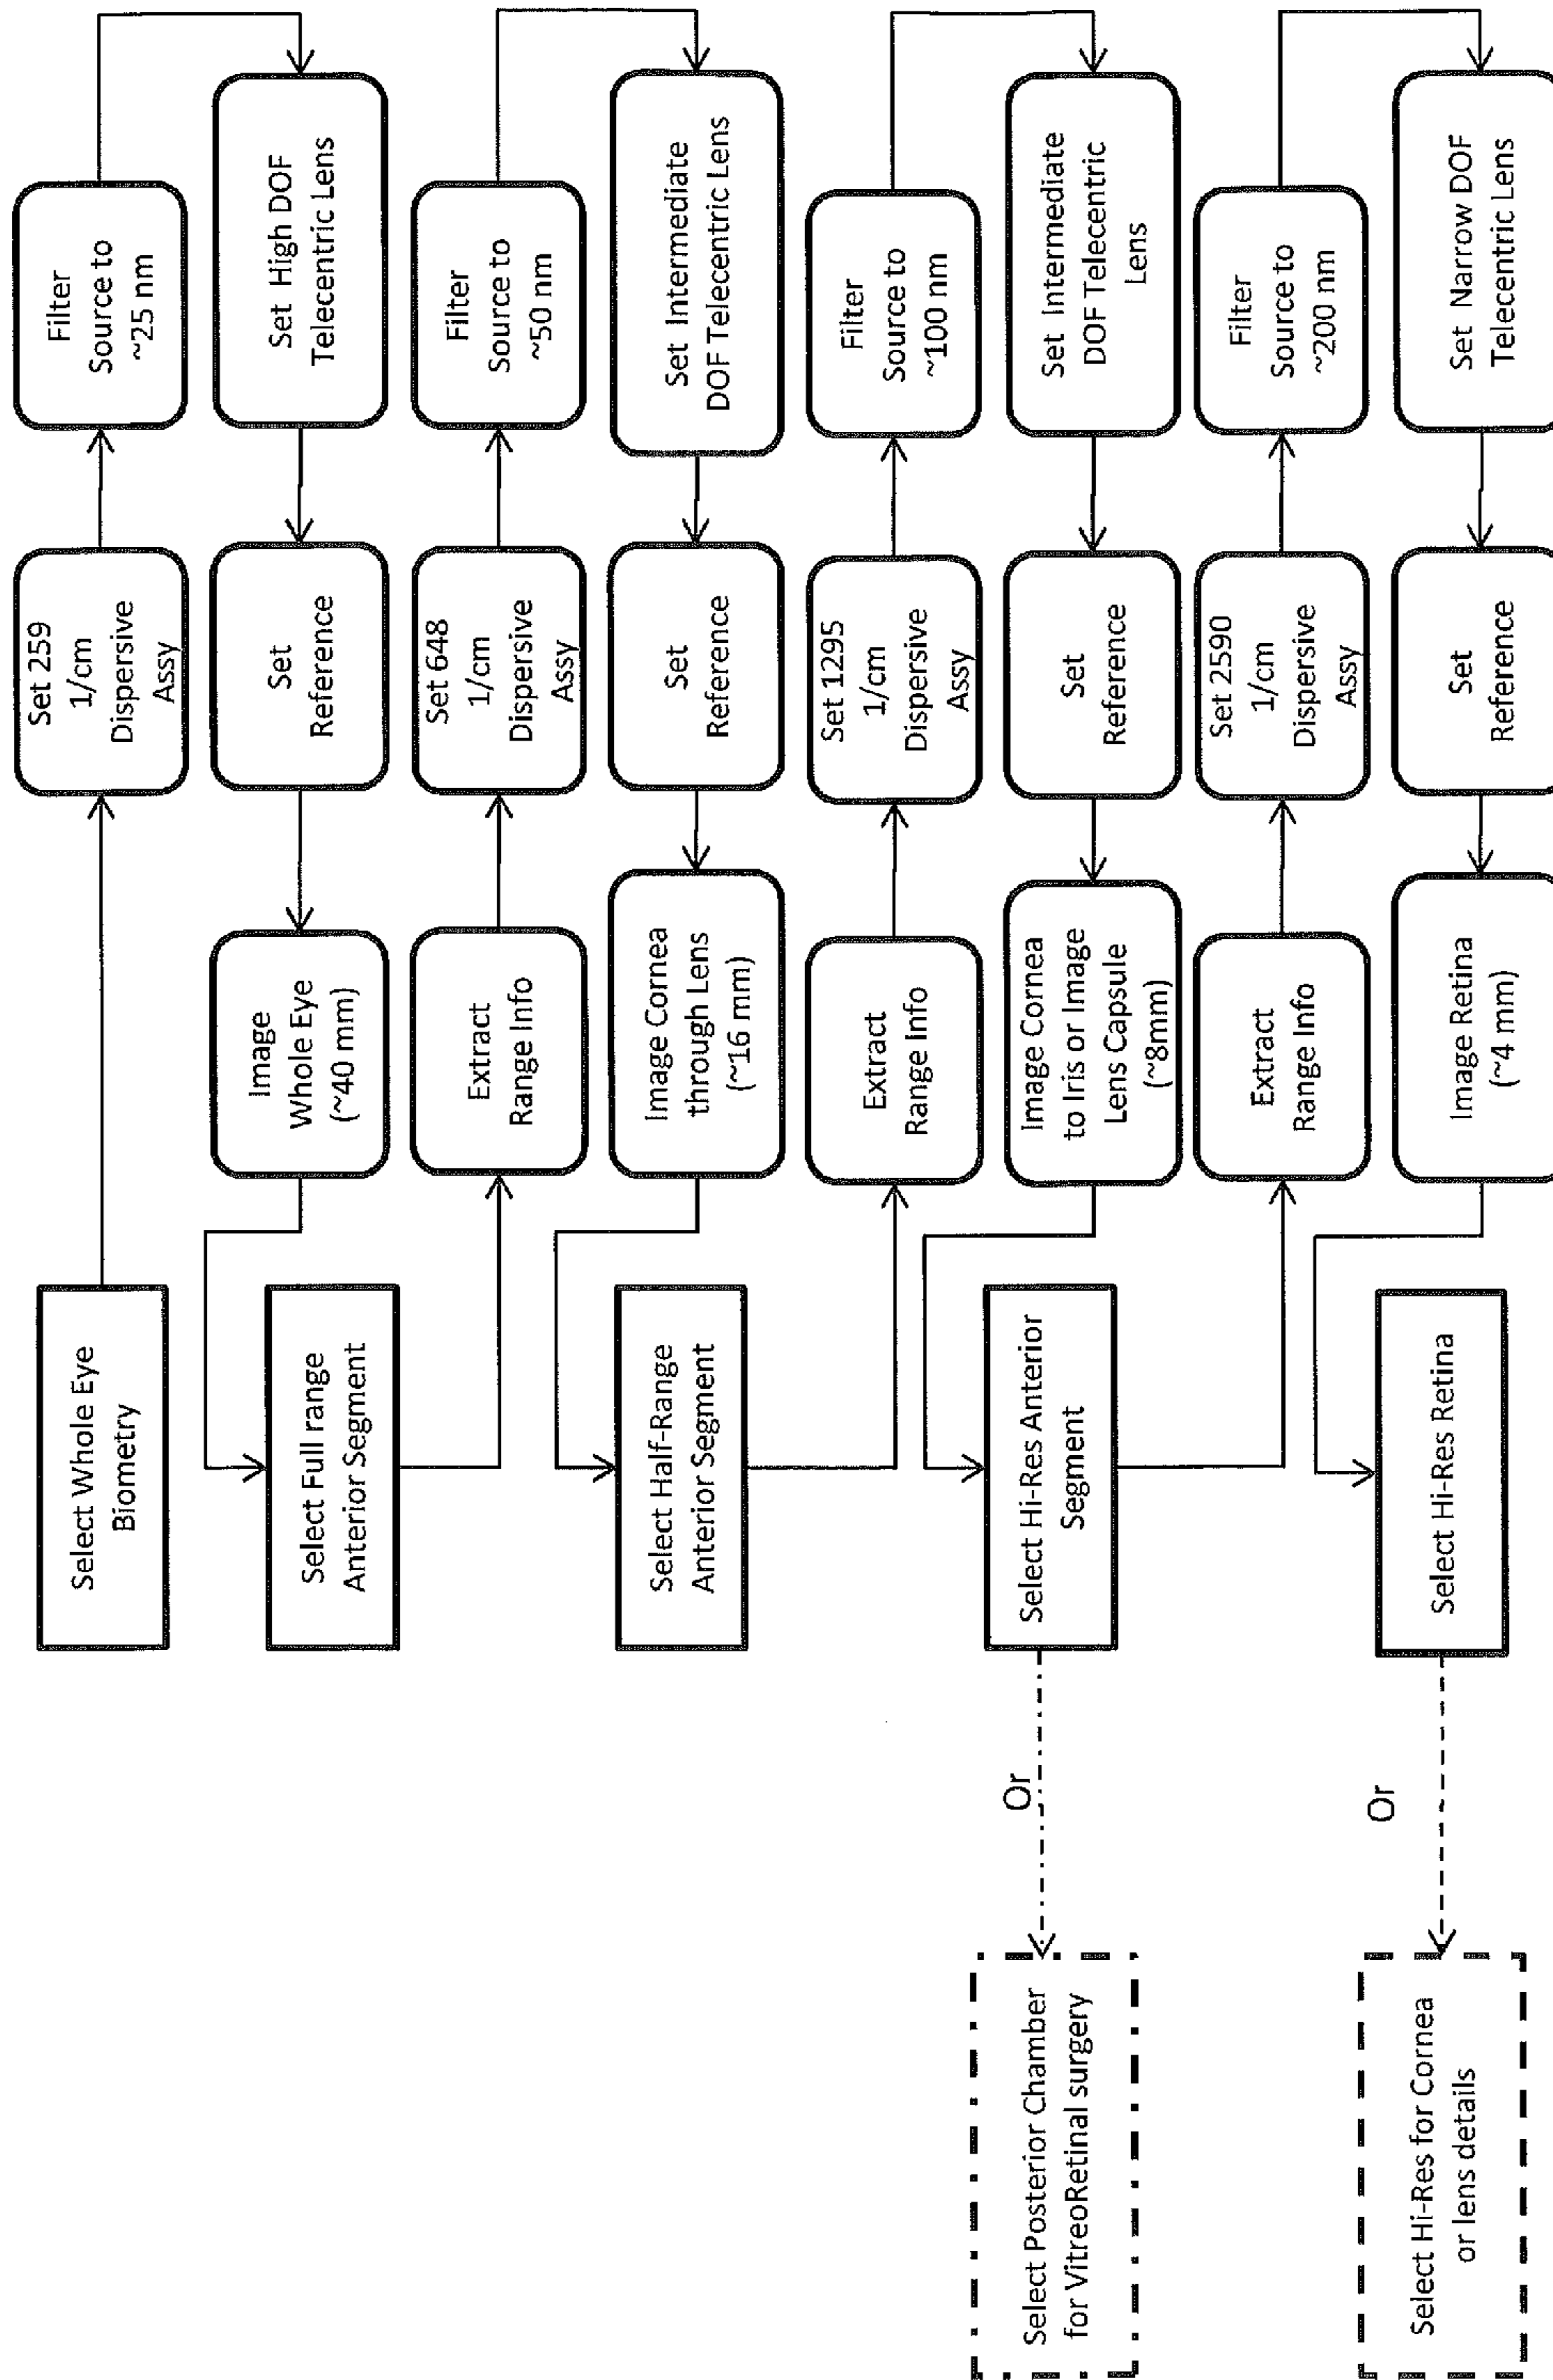 Select Whole Eye
Biometry
Set 259
1/cm
Dispersive
Assy
Filter
Source to
~25 nm
Set High DOF
Telecentric Lens
Set
Reference
Image
Whole Eye
(~40 mm)
Select Full range
Anterior Segment
Extract
Range Info
Set 648
1/cm
Dispersive
Assy
Filter
Source to
~50 nm
Set Intermediate
DOF Telecentric Lens
Set
Reference
Image Cornea
through Lens
(~16 mm)
Select Half-Range
Anterior Segment
Extract
Range Info
Set 1295
1/cm
Dispersive
Assy
Filter
Source to
~100 nm
Set Intermediate
DOF Telecentric
Lens
Set
Reference
Image Cornea
to Iris or Image
Lens Capsule
(~8mm)
Select Hi-Res Anterior
Segment
Or
Select Posterior Chamber
for VitreoRetinal surgery
Extract
Range Info
Set 2590
1/cm
Dispersive
Assy
Filter
Source to
~200 nm
Set Narrow DOF
Telecentric Lens
Set
Reference
Image Retina
(~4 mm)
Select Hi-Res Retina
Or
Select Hi-Res for Cornea
or lens details